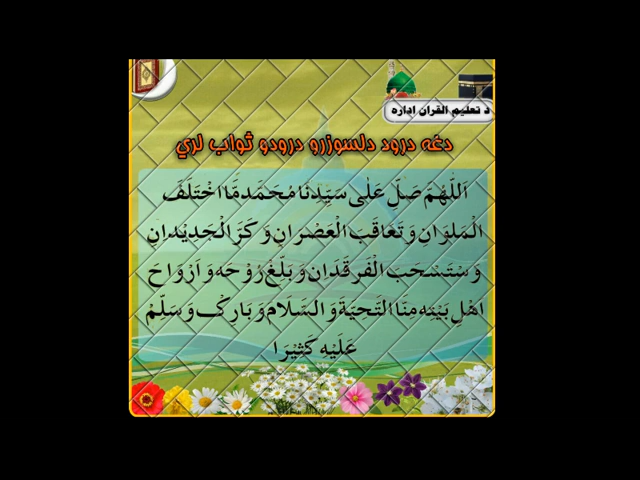 د تعلیم القرآن اداره
دغه درود دلسوزرو درودو ثواب لري
اَللّٰهُمَّ صَلِّ عَلٰى سَيِّدِنَا مُحَمَّدٍ مَّا اخْتَلَفَ
الْمَلَوَانِ وَتَعَاقَبَ الْعَصْرَانِ وَكَرَّ الْجَدِيْدَانِ
وَسْتَسْحَبَ الْفَرْقَدَانِ وَبَلِّغْ رُوْحَهٗ وَاَرْوَاحَ
اهْلِ بَيْتِهٖ مِنَّا التَّحِيَّةَ وَالسَّلَامَ وَبَارِكْ وَسَلِّمْ
عَلَيْهِ كَثِيْرًا